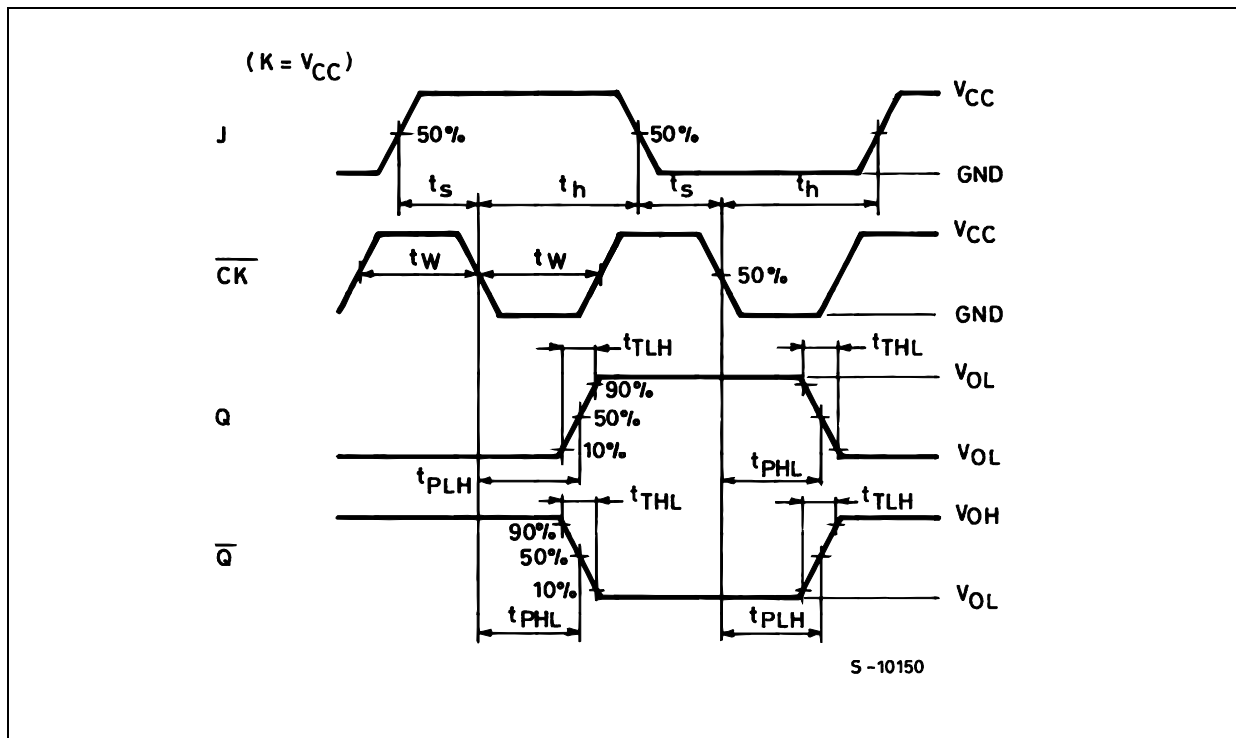 (K = VCC)
J
50%
50%
VCC
GND
ts
th
ts
th
CK
tW
tW
50%
VCC
GND
tTLH
tTHL
Q
90%
50%
10%
VOL
VOL
tPLH
tPHL
tTHL
tTLH
Q
90%
50%
10%
VOH
VOL
tPHL
tPLH
S-10150